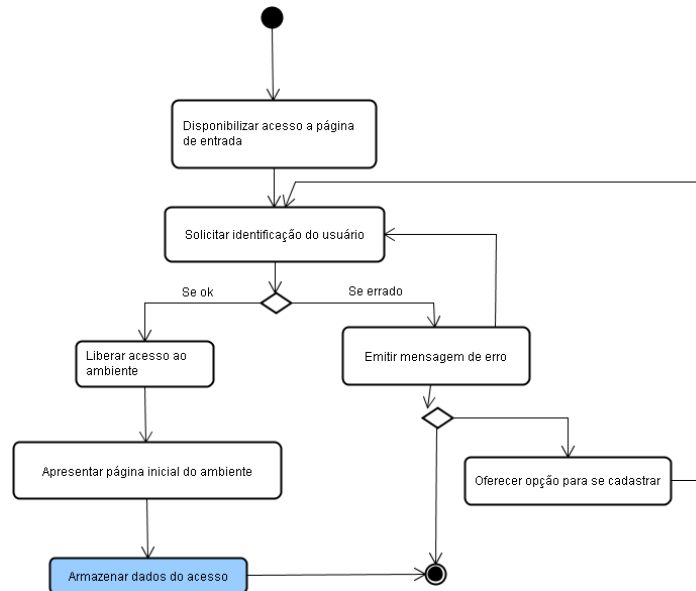 Disponibilizar acesso a página
de entrada
Solicitar identificação do usuário
Se ok
Se errado
Liberar acesso ao
ambiente
Emitir mensagem de erro
Apresentar página inicial do ambiente
Oferecer opção para se cadastrar
Armazenar dados do acesso